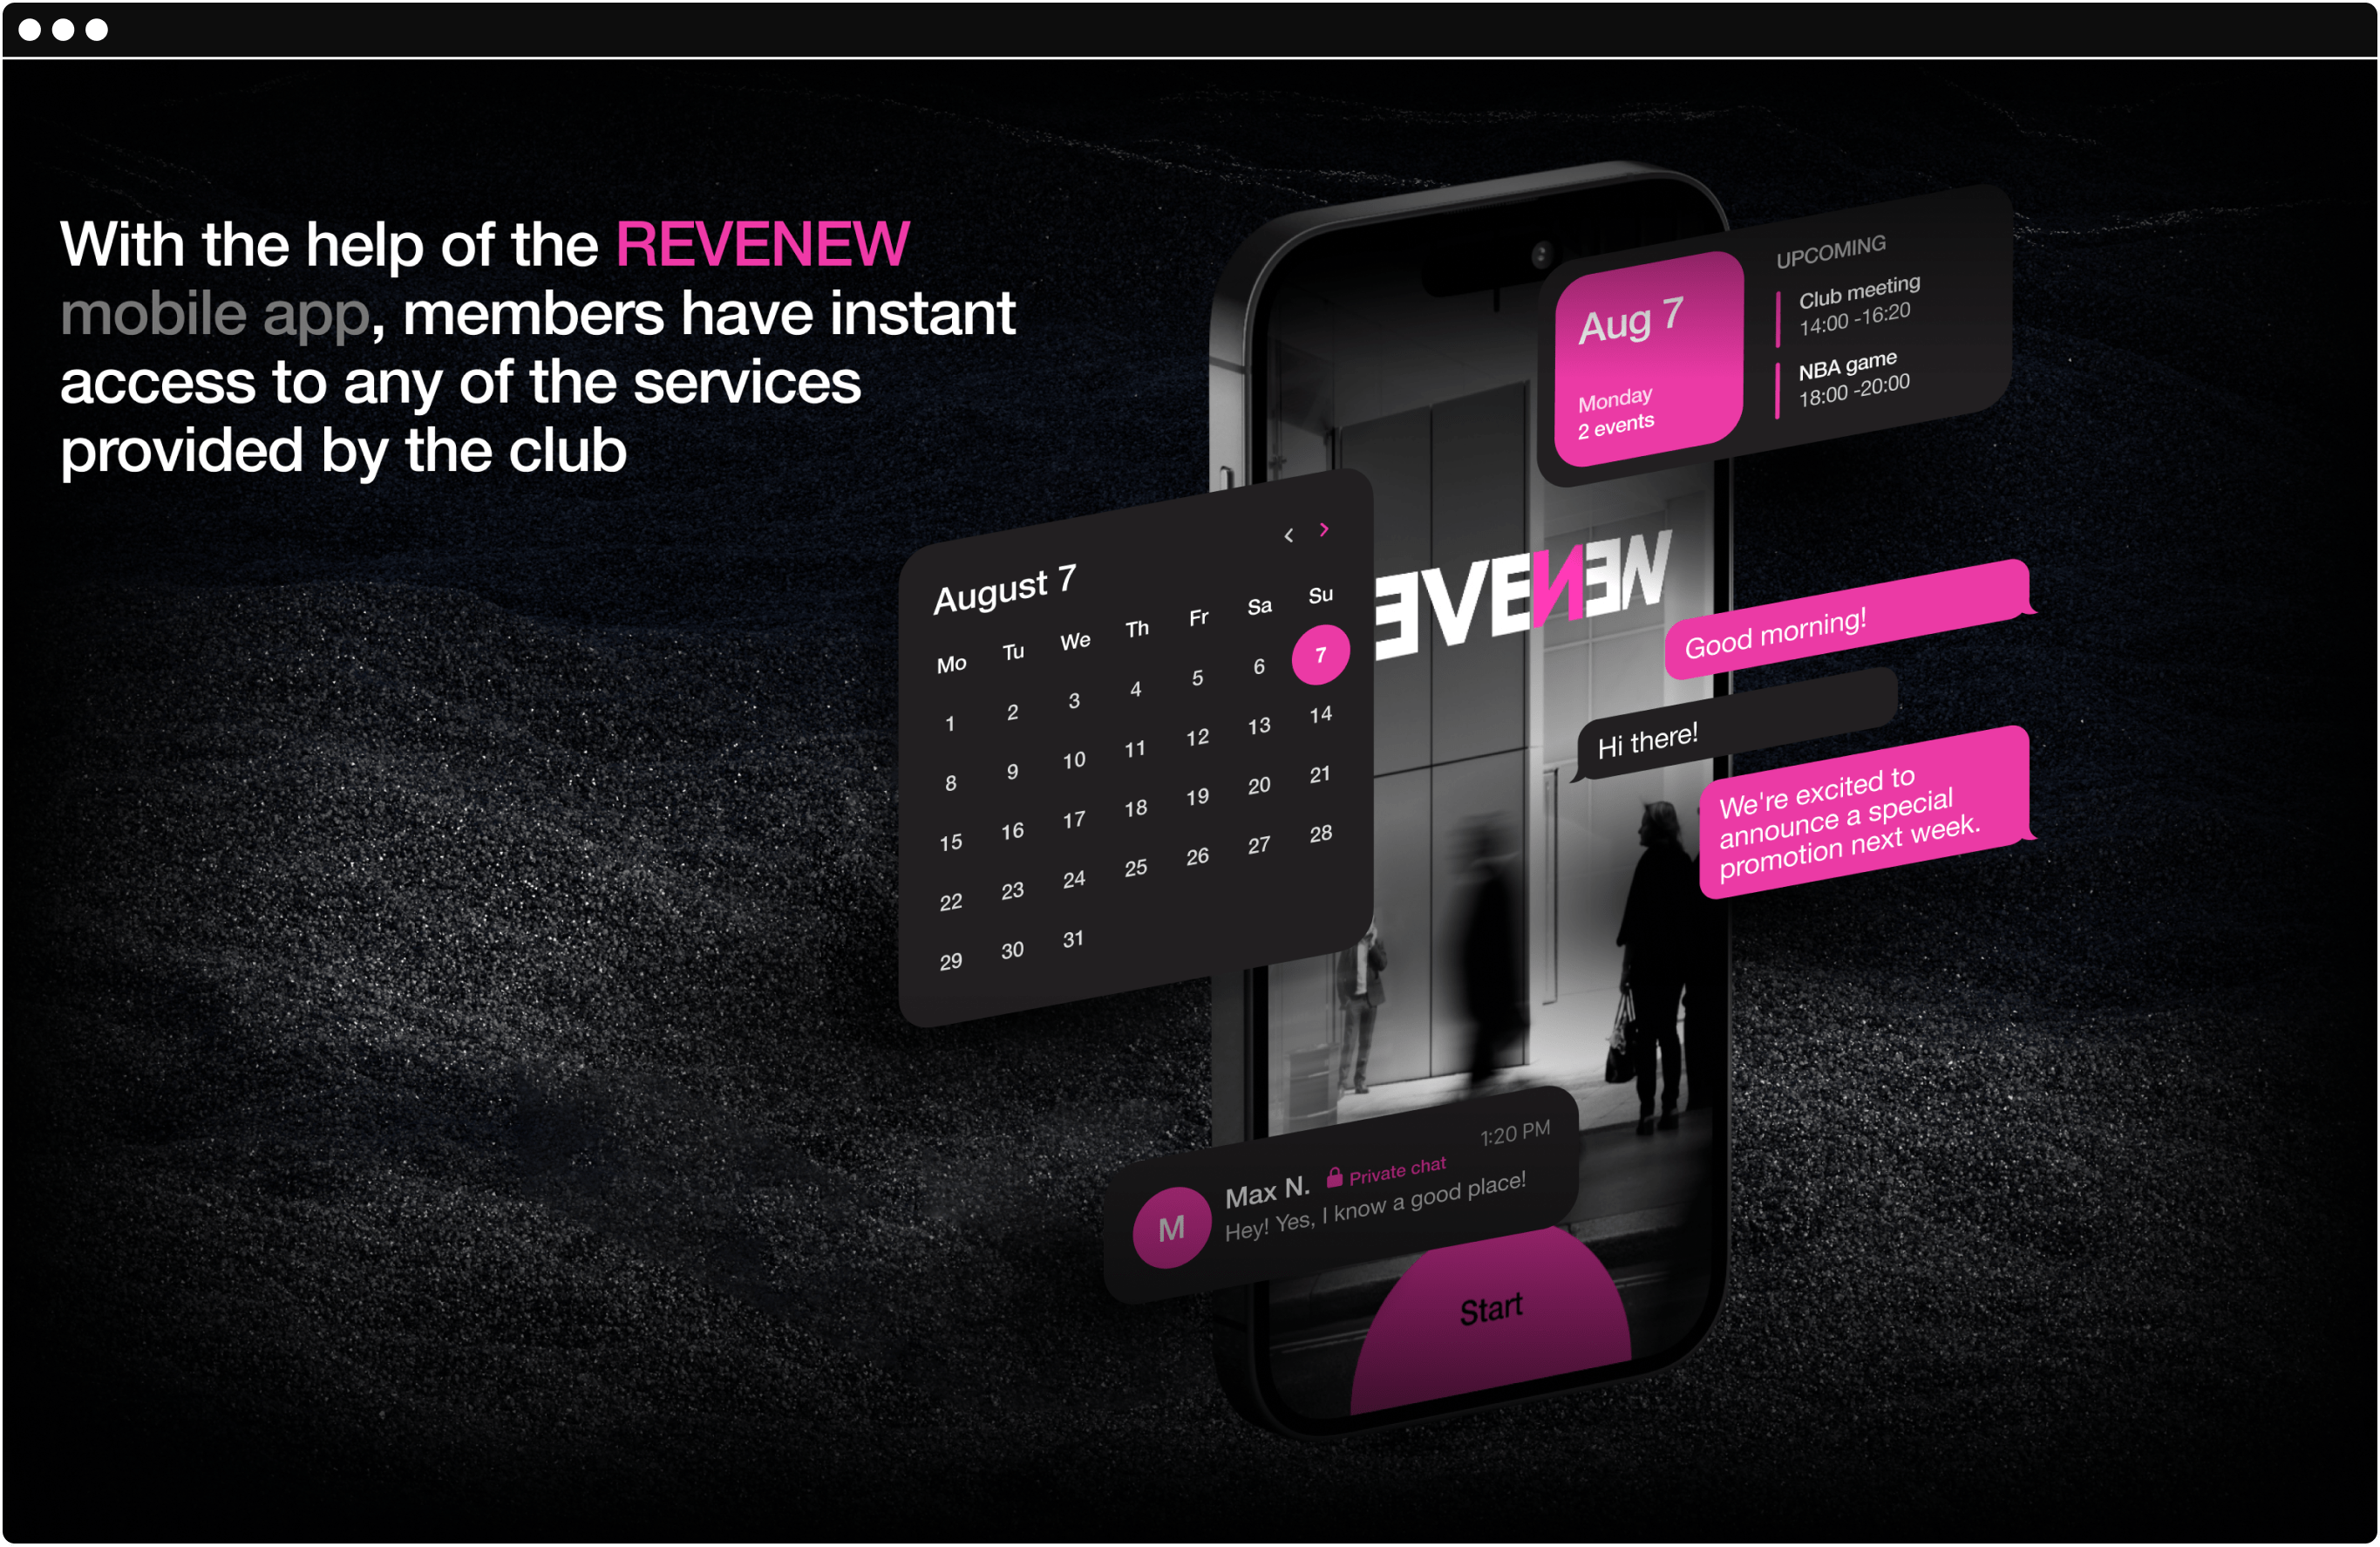 With the help of the REVENEW
mobile app, members have instant
access to any of the services
provided by the club
UPCOMING
Aug 7
Monday
2 events
Club meeting
14:00 -16:20
NBA game
18:00 -20:00
August 7
Mo Tu We Th Fr Sa Su
1 2 3 4 5 6 7
8 9 10 11 12 13 14
15 16 17 18 19 20 21
22 23 24 25 26 27 28
29 30 31
EVENEW
Good morning!
Hi there!
We're excited to
announce a special
promotion next week.
M
Max N. Private chat 1:20 PM
Hey! Yes, I know a good place!
Start